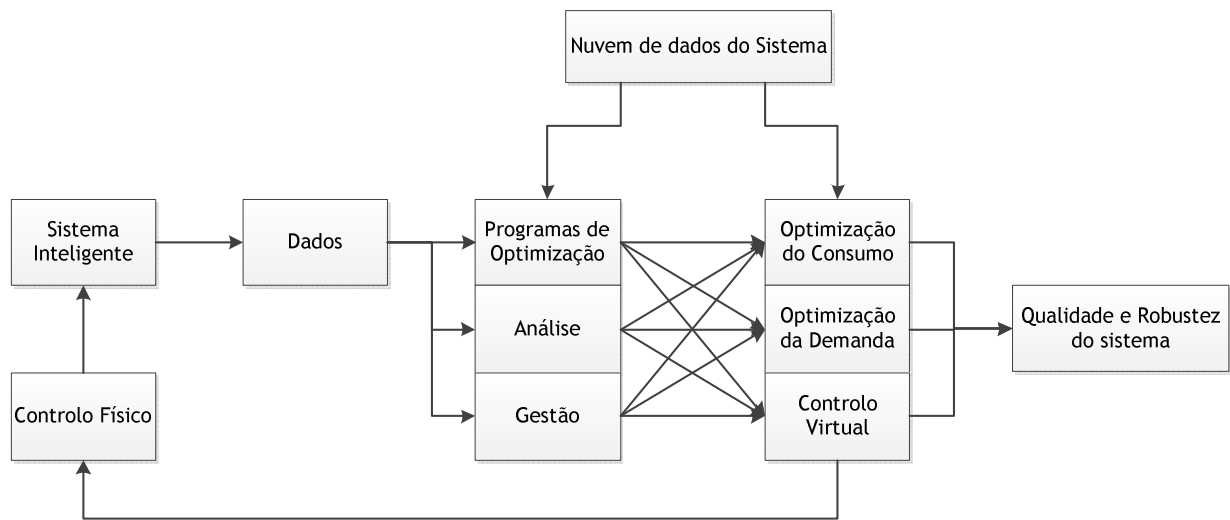 Nuvem de dados do Sistema
Sistema
Inteligente
Dados
Programas de
Optimização
Optimização
do Consumo
Análise
Optimização
da Demanda
Qualidade e Robustez
do sistema
Controlo Físico
Gestão
Controlo
Virtual